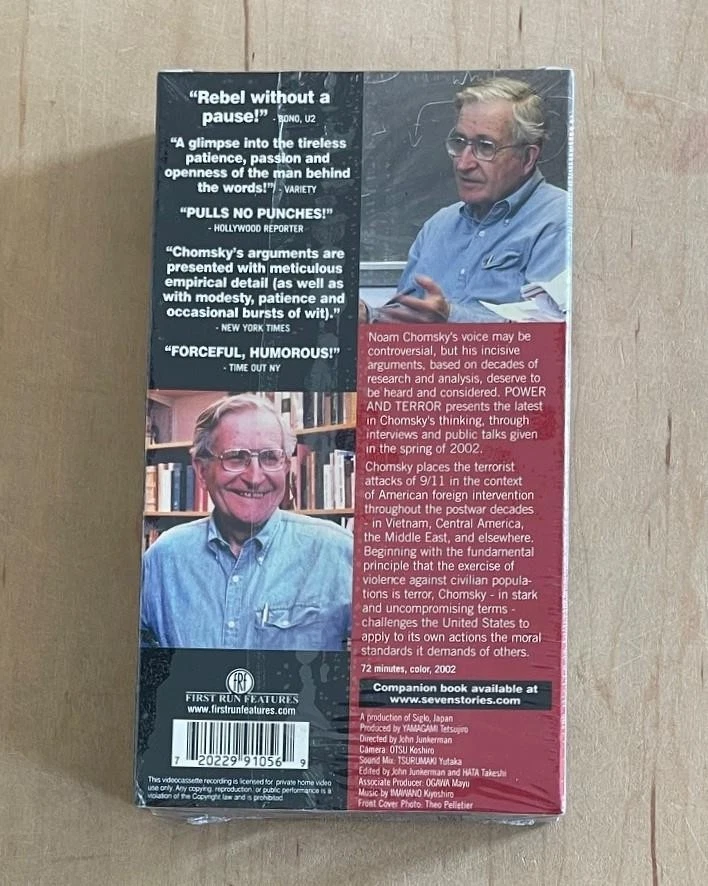 “Rebel without a
pause!” - BONO, U2
“A glimpse into the tireless
patience, passion and
openness of the man behind
the words!” - VARIETY
“PULLS NO PUNCHES!”
- HOLLYWOOD REPORTER
“Chomsky's arguments are
presented with meticulous
empirical detail (as well as
with modesty, patience and
occasional bursts of wit).”
- NEW YORK TIMES
“FORCEFUL, HUMOROUS!”
- TIME OUT NY
Noam Chomsky's voice may be
controversial, but his incisive
arguments, based on decades of
research and analysis, deserve to
be heard and considered. POWER
AND TERROR presents the latest
in Chomsky's thinking, through
interviews and public talks given
in the spring of 2002.
Chomsky places the terrorist
attacks of 9/11 in the context
of American foreign intervention
throughout the postwar decades
- in Vietnam, Central America,
the Middle East, and elsewhere.
Beginning with the fundamental
principle that the exercise of
violence against civilian popula-
tions is terror, Chomsky - in stark
and uncompromising terms -
challenges the United States to
apply to its own actions the moral
standards it demands of others.
72 minutes, color, 2002
Companion book available at
www.sevenstories.com
A production of Siglo, Japan
Produced by YAMAGAMI Tetsujiro
Directed by John Junkerman
Camera: OTSU Koshiro
Sound Mix: TSURUMAKI Yutaka
Edited by John Junkerman and HATA Takeshi
Associate Producer: OGAWA Mayu
Music by IMAWANO Kiyoshiro
Front Cover Photo: Theo Pelletier
FRF
FIRST RUN FEATURES
www.firstrunfeatures.com
7 20229 91056 9
This videocassette recording is licensed for private home video
use only. Any copying, reproduction, or public performance is a
violation of the Copyright law and is prohibited.